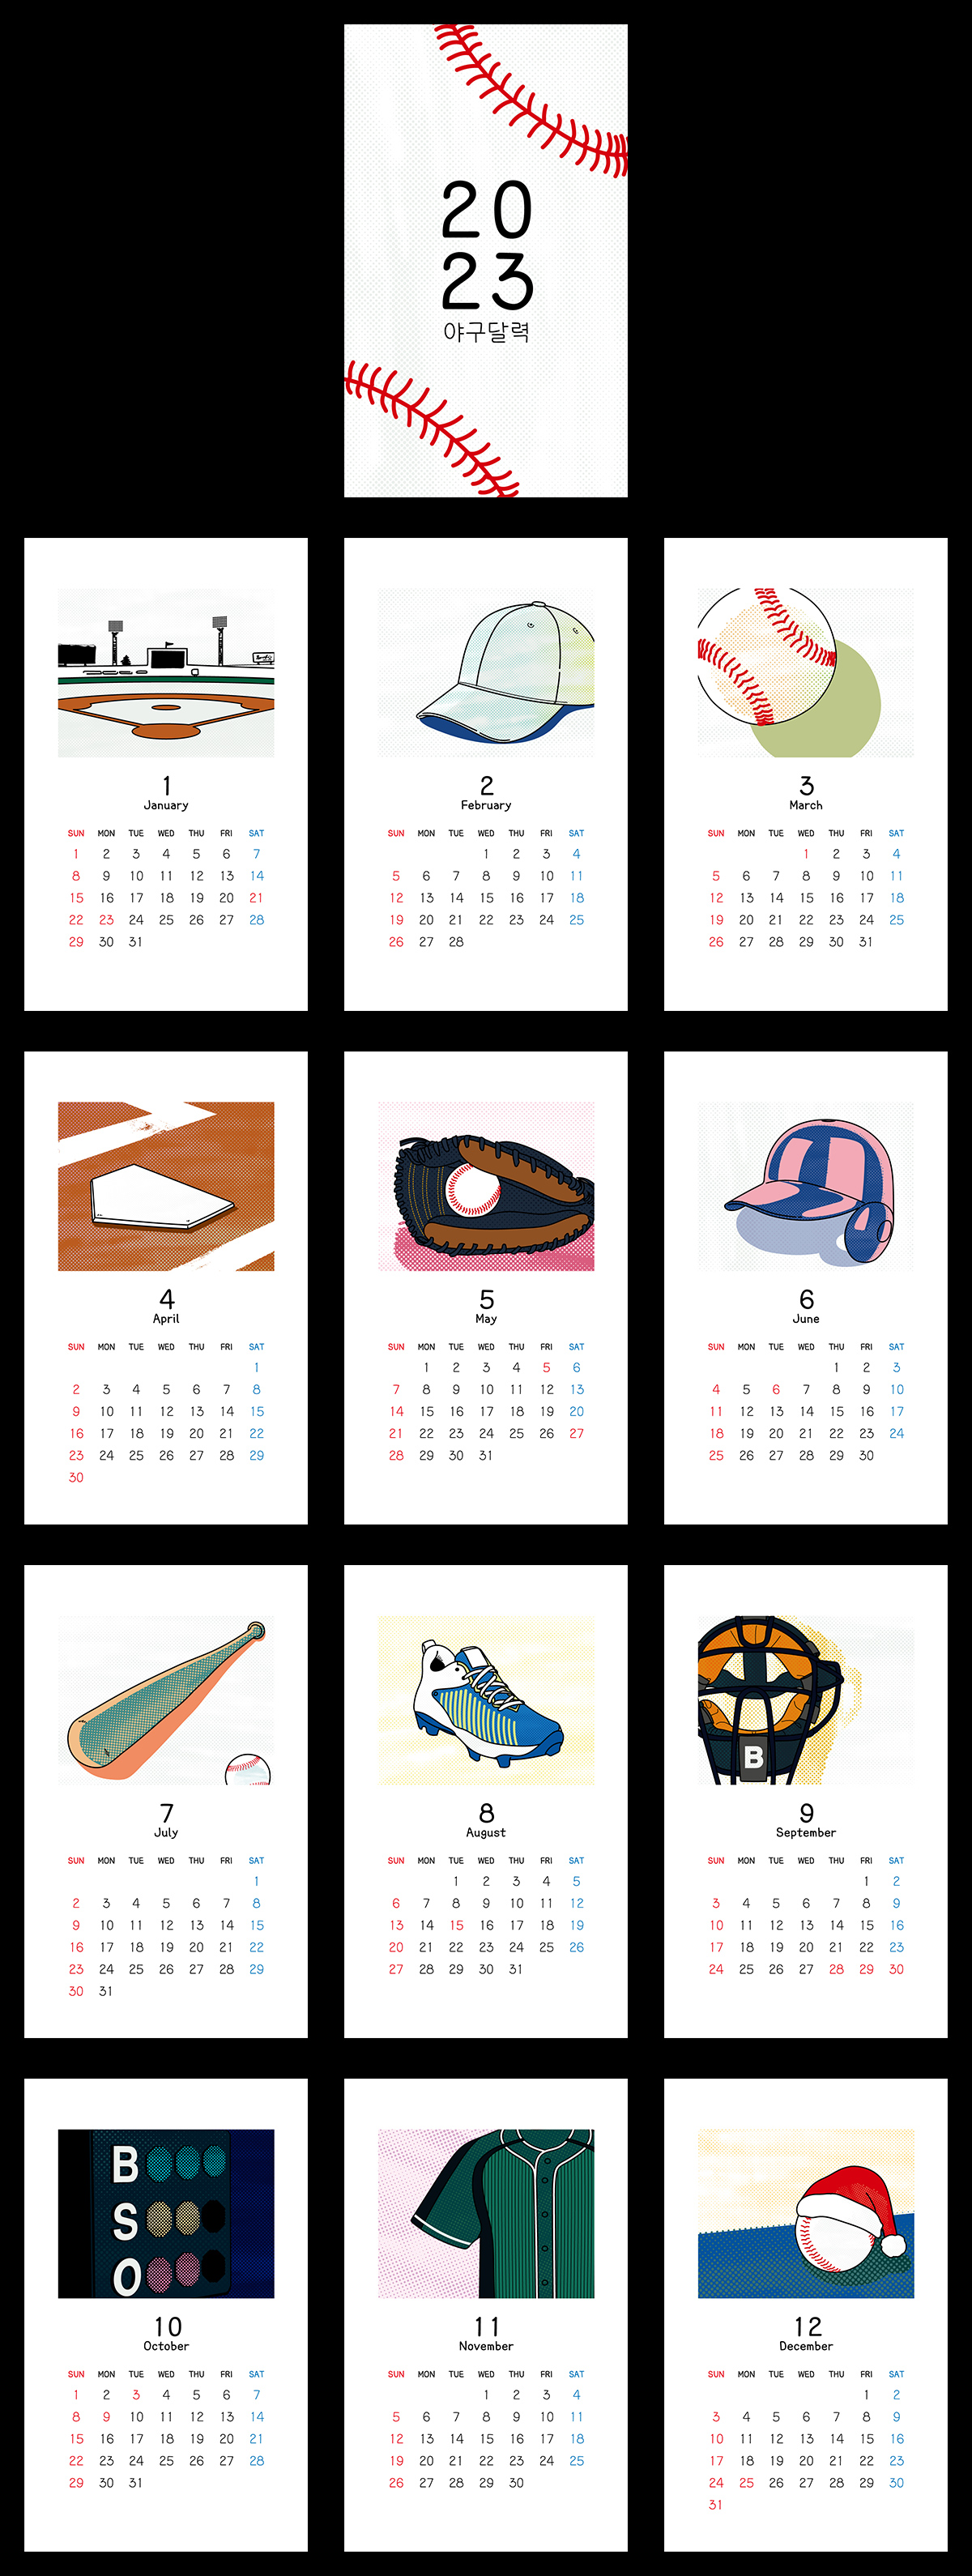 20
23
야구달력
1
January
SUN MON TUE WED THU FRI SAT
1 2 3 4 5 6 7
8 9 10 11 12 13 14
15 16 17 18 19 20 21
22 23 24 25 26 27 28
29 30 31
2
February
SUN MON TUE WED THU FRI SAT
1 2 3 4
5 6 7 8 9 10 11
12 13 14 15 16 17 18
19 20 21 22 23 24 25
26 27 28
3
March
SUN MON TUE WED THU FRI SAT
1 2 3 4
5 6 7 8 9 10 11
12 13 14 15 16 17 18
19 20 21 22 23 24 25
26 27 28 29 30 31
4
April
SUN MON TUE WED THU FRI SAT
1
2 3 4 5 6 7 8
9 10 11 12 13 14 15
16 17 18 19 20 21 22
23 24 25 26 27 28 29
30
5
May
SUN MON TUE WED THU FRI SAT
1 2 3 4 5 6
7 8 9 10 11 12 13
14 15 16 17 18 19 20
21 22 23 24 25 26 27
28 29 30 31
6
June
SUN MON TUE WED THU FRI SAT
1 2 3
4 5 6 7 8 9 10
11 12 13 14 15 16 17
18 19 20 21 22 23 24
25 26 27 28 29 30
7
July
SUN MON TUE WED THU FRI SAT
1
2 3 4 5 6 7 8
9 10 11 12 13 14 15
16 17 18 19 20 21 22
23 24 25 26 27 28 29
30 31
8
August
SUN MON TUE WED THU FRI SAT
1 2 3 4 5
6 7 8 9 10 11 12
13 14 15 16 17 18 19
20 21 22 23 24 25 26
27 28 29 30 31
B
9
September
SUN MON TUE WED THU FRI SAT
1 2
3 4 5 6 7 8 9
10 11 12 13 14 15 16
17 18 19 20 21 22 23
24 25 26 27 28 29 30
B
S
O
10
October
SUN MON TUE WED THU FRI SAT
1 2 3 4 5 6 7
8 9 10 11 12 13 14
15 16 17 18 19 20 21
22 23 24 25 26 27 28
29 30 31
11
November
SUN MON TUE WED THU FRI SAT
1 2 3 4
5 6 7 8 9 10 11
12 13 14 15 16 17 18
19 20 21 22 23 24 25
26 27 28 29 30
12
December
SUN MON TUE WED THU FRI SAT
1 2
3 4 5 6 7 8 9
10 11 12 13 14 15 16
17 18 19 20 21 22 23
24 25 26 27 28 29 30
31